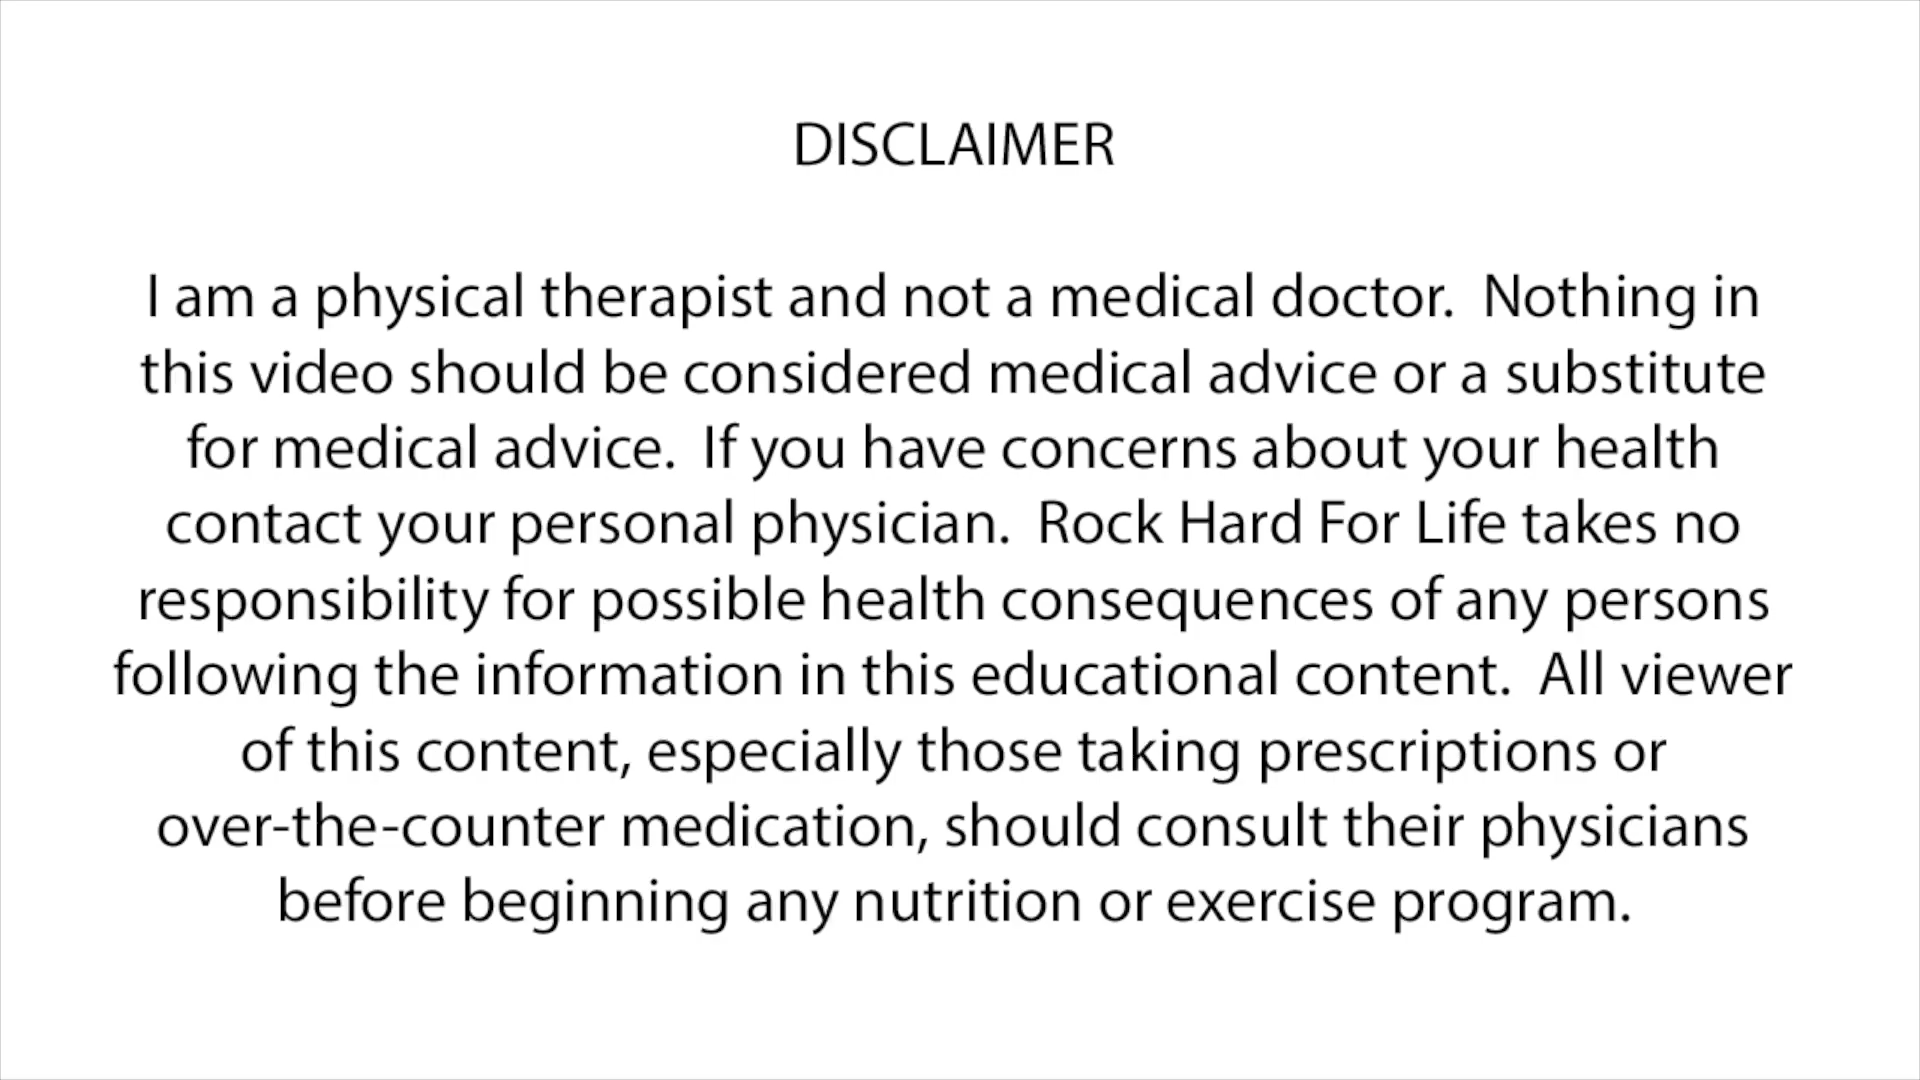 DISCLAIMER
I am a physical therapist and not a medical doctor.  Nothing in
this video should be considered medical advice or a substitute
for medical advice.  If you have concerns about your health
contact your personal physician.  Rock Hard For Life takes no
responsibility for possible health consequences of any persons
following the information in this educational content.  All viewer
of this content, especially those taking prescriptions or
over-the-counter medication, should consult their physicians
before beginning any nutrition or exercise program.